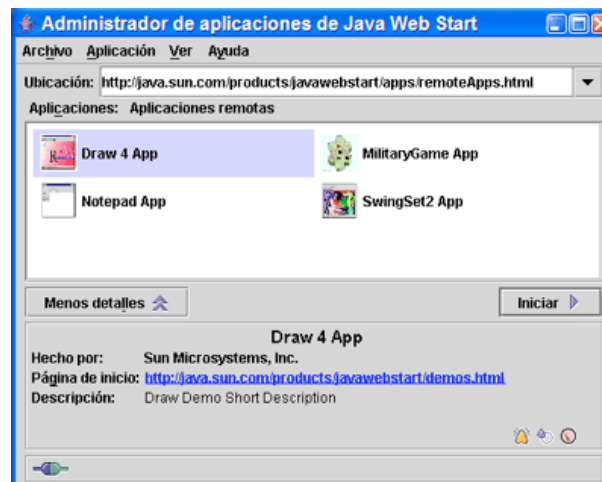 Administrador de aplicaciones de Java Web Start
Archivo Aplicación Ver Ayuda
Ubicación: http://java.sun.com/products/javawebstart/apps/remoteApps.html
Aplicaciones: Aplicaciones remotas
Draw 4 App MilitaryGame App
Notepad App SwingSet2 App
Menos detalles Iniciar
Draw 4 App
Hecho por: Sun Microsystems, Inc.
Página de inicio: http://java.sun.com/products/javawebstart/demos.html
Descripción: Draw Demo Short Description